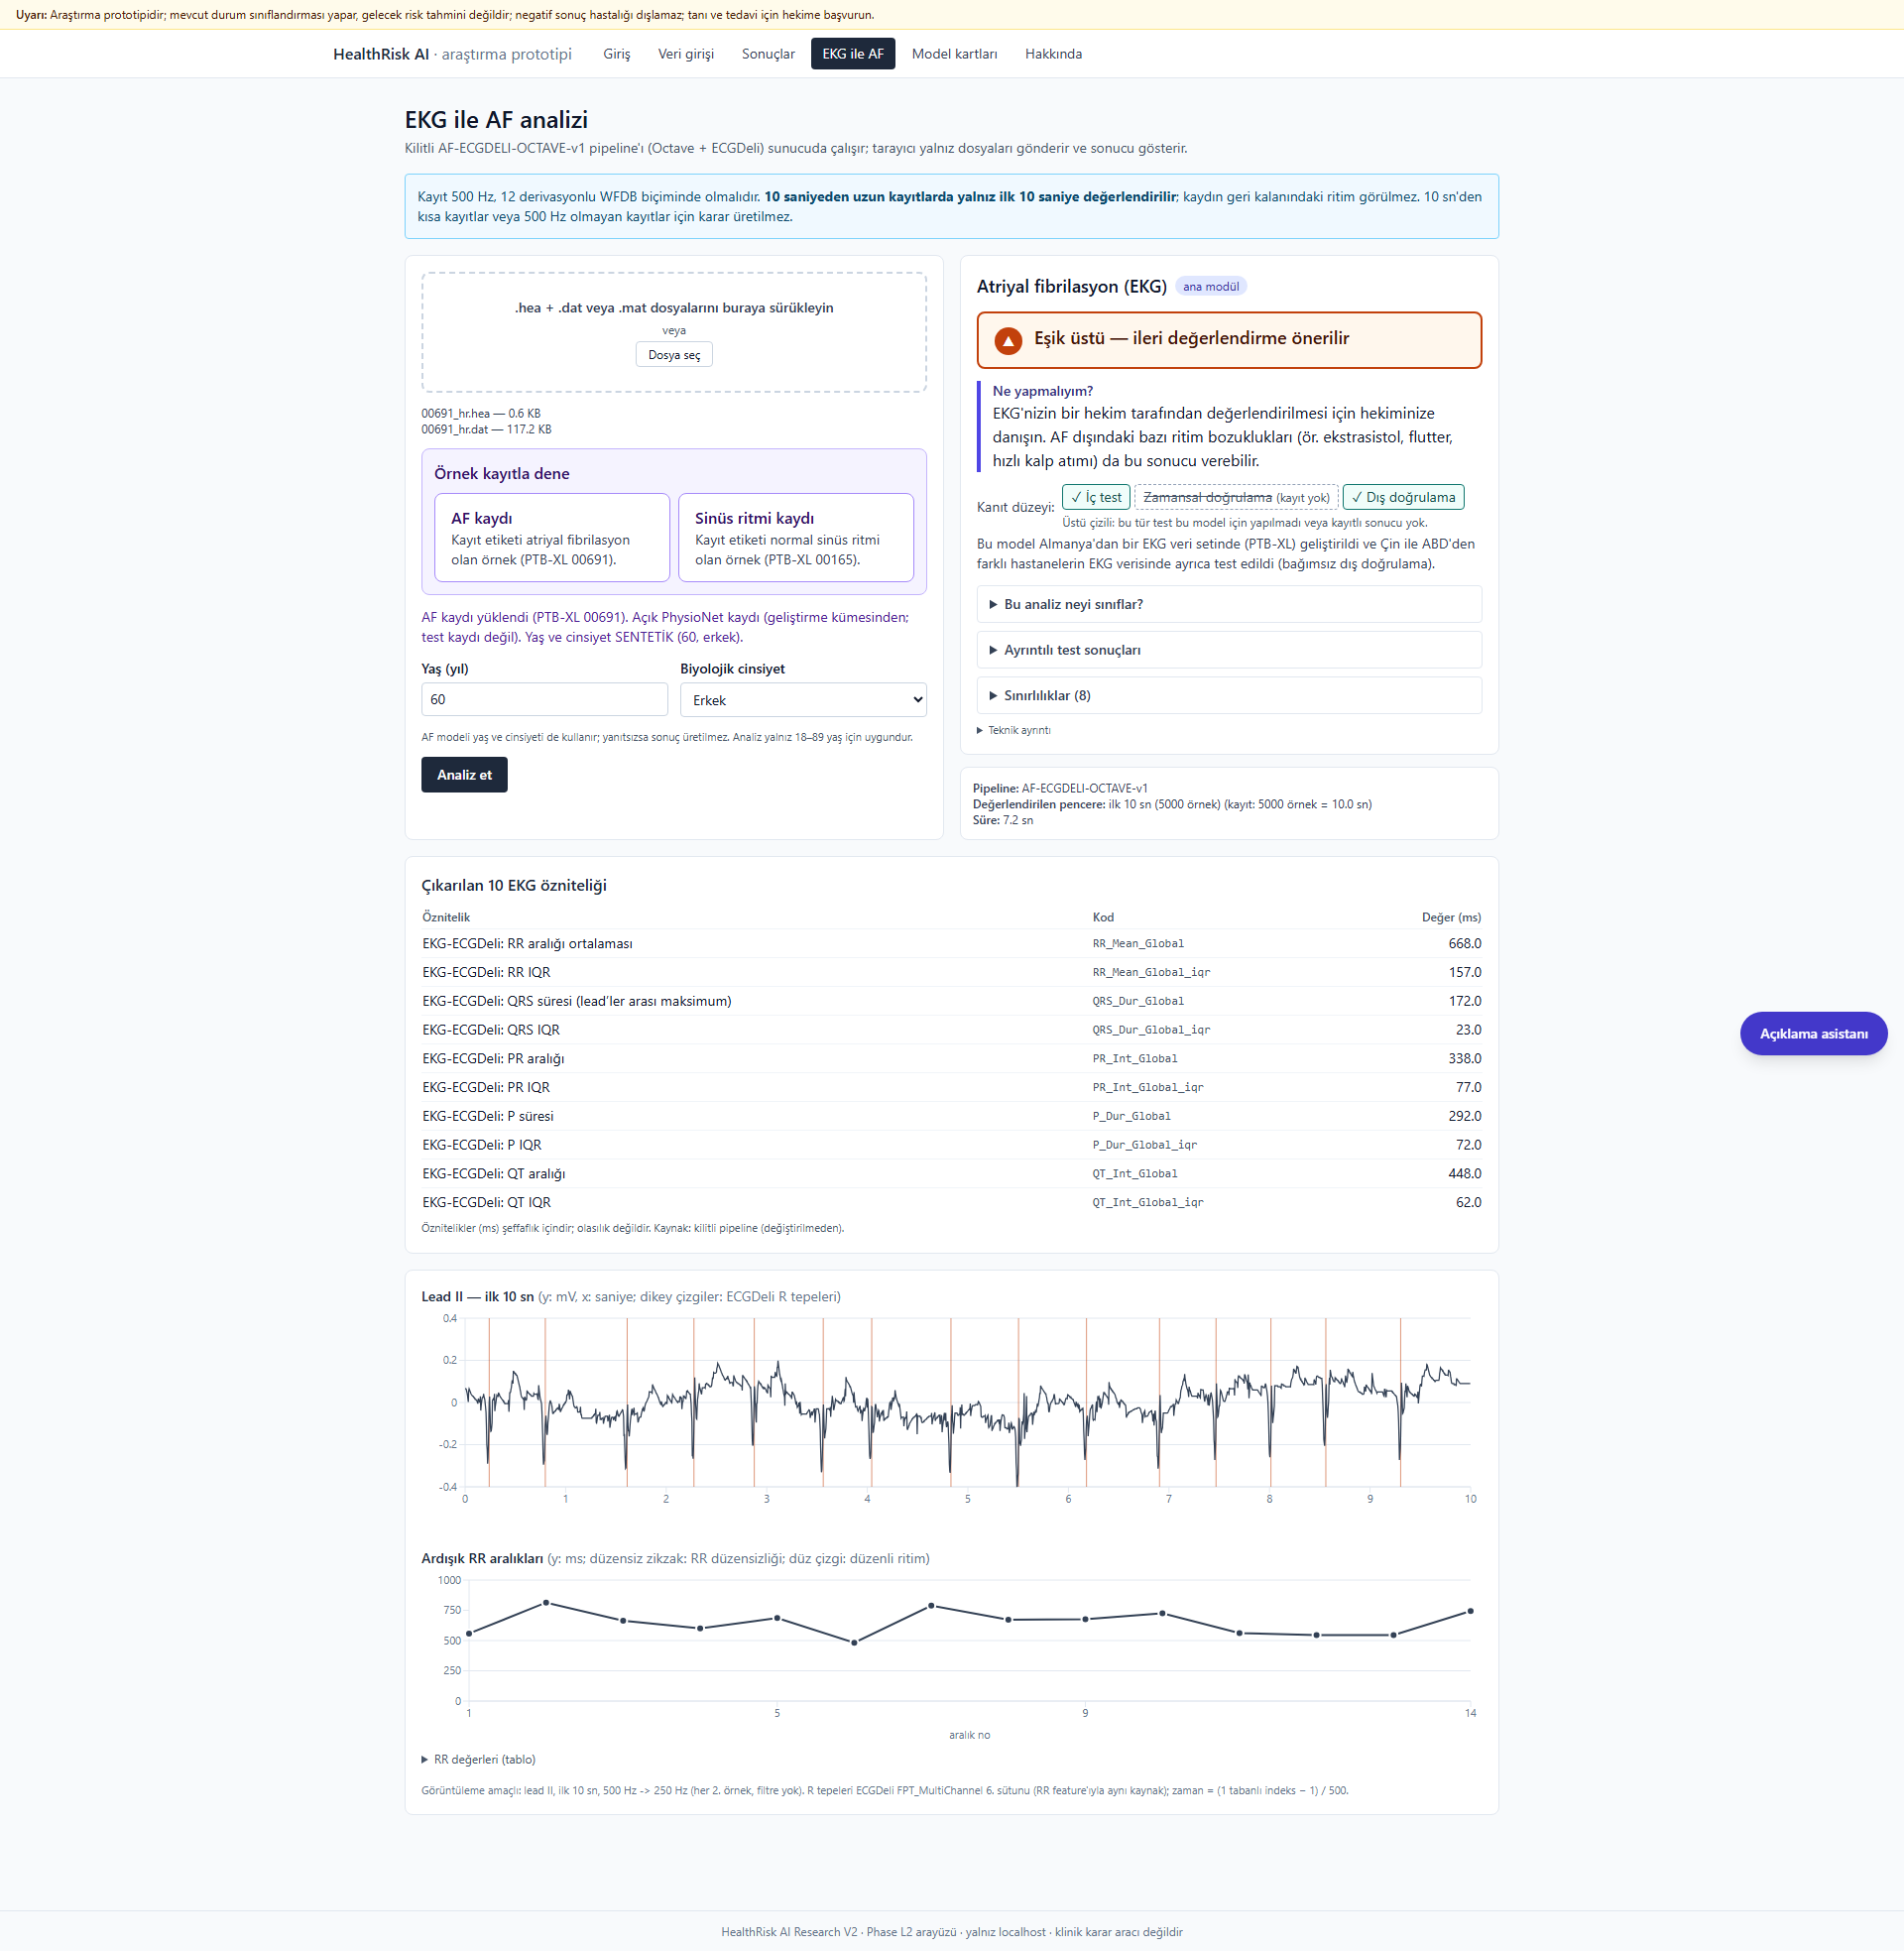 Uyarı: Araştırma prototipidir; mevcut durum sınıflandırması yapar, gelecek risk tahmini değildir; negatif sonuç hastalığı dışlamaz; tanı ve tedavi için hekime başvurun.
HealthRisk AI · araştırma prototipi Giriş Veri girişi Sonuçlar EKG ile AF Model kartları Hakkında
EKG ile AF analizi
Kilitli AF-ECGDELI-OCTAVE-v1 pipeline'ı (Octave + ECGDeli) sunucuda çalışır; tarayıcı yalnız dosyaları gönderir ve sonucu gösterir.
Kayıt 500 Hz, 12 derivasyonlu WFDB biçiminde olmalıdır. 10 saniyeden uzun kayıtlarda yalnız ilk 10 saniye değerlendirilir; kaydın geri kalanındaki ritim görülmez. 10 sn'den
kısa kayıtlar veya 500 Hz olmayan kayıtlar için karar üretilmez.
.hea + .dat veya .mat dosyalarını buraya sürükleyin
veya
Dosya seç
00691_hr.hea — 0.6 KB
00691_hr.dat — 117.2 KB
Örnek kayıtla dene
AF kaydı
Kayıt etiketi atriyal fibrilasyon
olan örnek (PTB-XL 00691).
Sinüs ritmi kaydı
Kayıt etiketi normal sinüs ritmi
olan örnek (PTB-XL 00165).
AF kaydı yüklendi (PTB-XL 00691). Açık PhysioNet kaydı (geliştirme kümesinden;
test kaydı değil). Yaş ve cinsiyet SENTETİK (60, erkek).
Yaş (yıl)
60
Biyolojik cinsiyet
Erkek
AF modeli yaş ve cinsiyeti de kullanır; yanıtsızsa sonuç üretilmez. Analiz yalnız 18–89 yaş için uygundur.
Analiz et
Atriyal fibrilasyon (EKG) ana modül
▲ Eşik üstü — ileri değerlendirme önerilir
Ne yapmalıyım?
EKG'nizin bir hekim tarafından değerlendirilmesi için hekiminize
danışın. AF dışındaki bazı ritim bozuklukları (ör. ekstrasistol, flutter,
hızlı kalp atımı) da bu sonucu verebilir.
Kanıt düzeyi: ✓ İç test Zamansal doğrulama (kayıt yok) ✓ Dış doğrulama
Üstü çizili: bu tür test bu model için yapılmadı veya kayıtlı sonucu yok.
Bu model Almanya'dan bir EKG veri setinde (PTB-XL) geliştirildi ve Çin ile ABD'den
farklı hastanelerin EKG verisinde ayrıca test edildi (bağımsız dış doğrulama).
▶ Bu analiz neyi sınıflar?
▶ Ayrıntılı test sonuçları
▶ Sınırlılıklar (8)
▶ Teknik ayrıntı
Pipeline: AF-ECGDELI-OCTAVE-v1
Değerlendirilen pencere: ilk 10 sn (5000 örnek) (kayıt: 5000 örnek = 10.0 sn)
Süre: 7.2 sn
Çıkarılan 10 EKG özniteliği
Öznitelik Kod Değer (ms)
EKG-ECGDeli: RR aralığı ortalaması RR_Mean_Global 668.0
EKG-ECGDeli: RR IQR RR_Mean_Global_iqr 157.0
EKG-ECGDeli: QRS süresi (lead'ler arası maksimum) QRS_Dur_Global 172.0
EKG-ECGDeli: QRS IQR QRS_Dur_Global_iqr 23.0
EKG-ECGDeli: PR aralığı PR_Int_Global 338.0
EKG-ECGDeli: PR IQR PR_Int_Global_iqr 77.0
EKG-ECGDeli: P süresi P_Dur_Global 292.0
EKG-ECGDeli: P IQR P_Dur_Global_iqr 72.0
EKG-ECGDeli: QT aralığı QT_Int_Global 448.0
EKG-ECGDeli: QT IQR QT_Int_Global_iqr 62.0
Öznitelikler (ms) şeffaflık içindir; olasılık değildir. Kaynak: kilitli pipeline (değiştirilmeden).
Açıklama asistanı
Lead II — ilk 10 sn (y: mV, x: saniye; dikey çizgiler: ECGDeli R tepeleri)
0.4
0.2
0
-0.2
-0.4
0 1 2 3 4 5 6 7 8 9 10
Ardışık RR aralıkları (y: ms; düzensiz zikzak: RR düzensizliği; düz çizgi: düzenli ritim)
1000
750
500
250
0
1 5 9 14
aralık no
▶ RR değerleri (tablo)
Görüntüleme amaçlı: lead II, ilk 10 sn, 500 Hz -> 250 Hz (her 2. örnek, filtre yok). R tepeleri ECGDeli FPT_MultiChannel 6. sütunu (RR feature'ıyla aynı kaynak); zaman = (1 tabanlı indeks − 1) / 500.
HealthRisk AI Research V2 · Phase L2 arayüzü · yalnız localhost · klinik karar aracı değildir